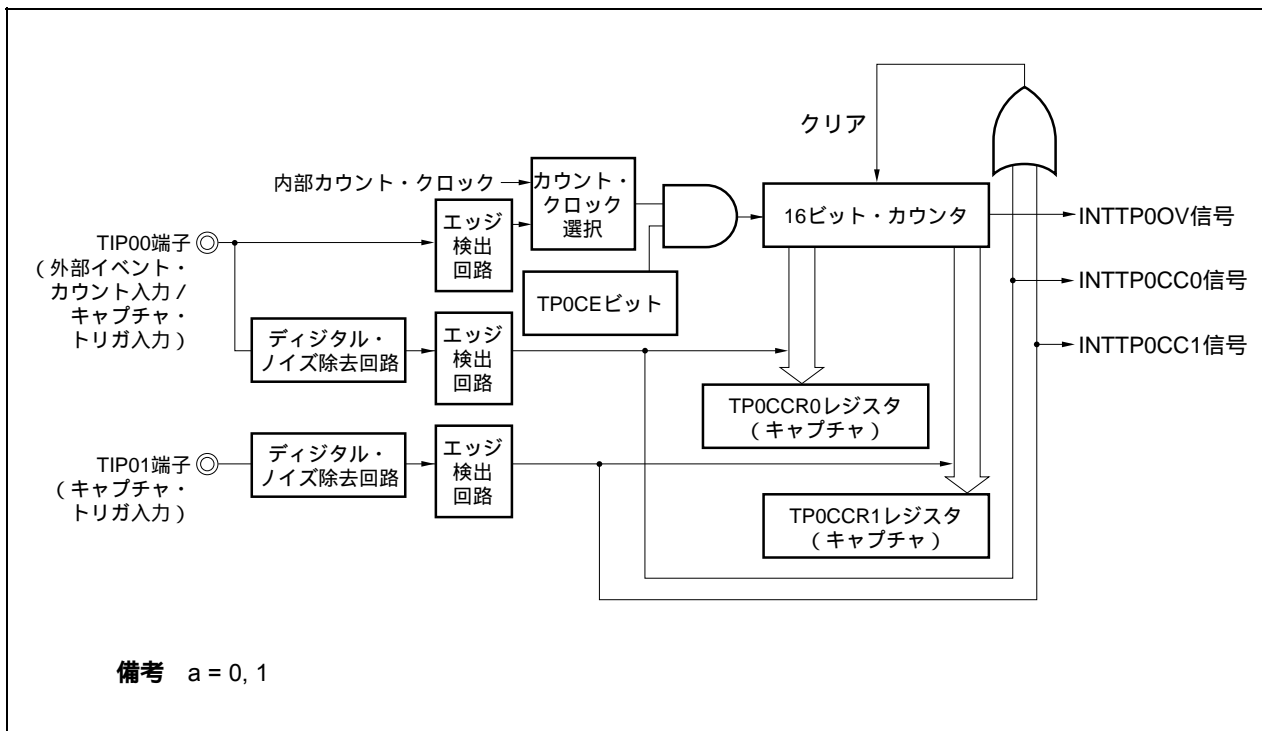 クリア
内部カウント・クロック
カウント・
クロック
選択
エッジ
検出
回路
16ビット・カウンタ
INTTP0OV信号
TIP00端子
（外部イベント・
カウント入力／
キャプチャ・
トリガ入力）
TP0CEビット
INTTP0CC0信号
ディジタル・
ノイズ除去回路
エッジ
検出
回路
INTTP0CC1信号
TP0CCR0レジスタ
（キャプチャ）
TIP01端子
（キャプチャ・
トリガ入力）
ディジタル・
ノイズ除去回路
エッジ
検出
回路
TP0CCR1レジスタ
（キャプチャ）
備考 a = 0, 1